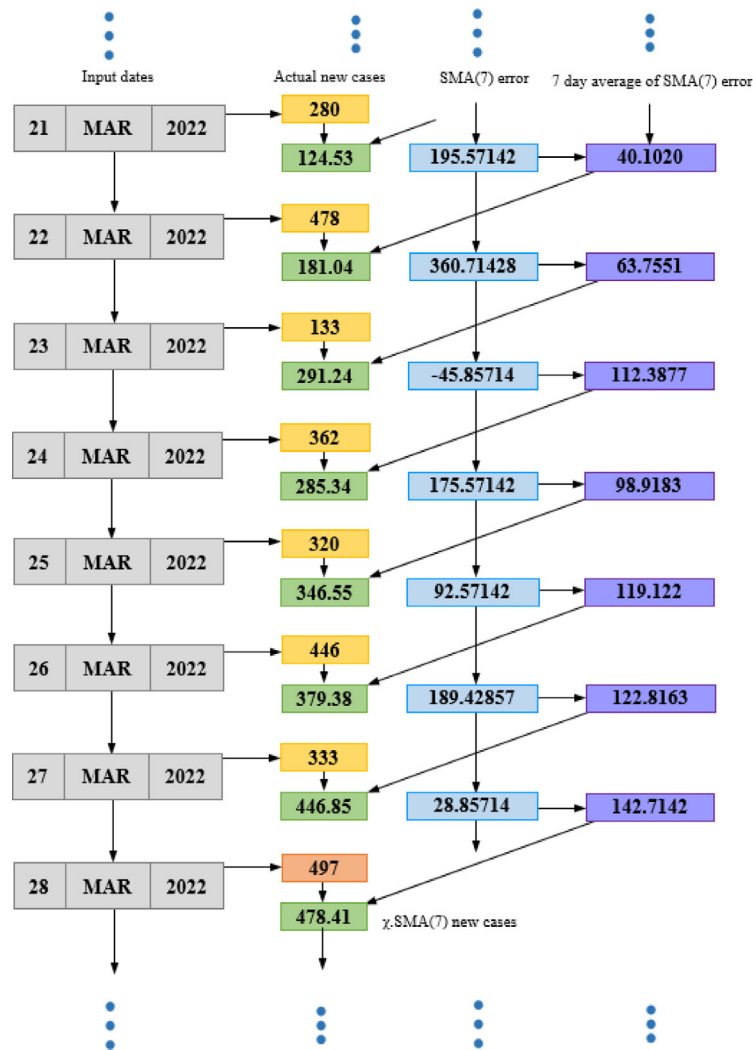 Input dates
Actual new cases
SMA(7) error
7 day average of SMA(7) error
21 MAR 2022
280
124.53
195.57142
40.1020
22 MAR 2022
478
181.04
360.71428
63.7551
23 MAR 2022
133
291.24
-45.85714
112.3877
24 MAR 2022
362
285.34
175.57142
98.9183
25 MAR 2022
320
346.55
92.57142
119.122
26 MAR 2022
446
379.38
189.42857
122.8163
27 MAR 2022
333
446.85
28.85714
142.7142
28 MAR 2022
497
478.41
χ.SMA(7) new cases